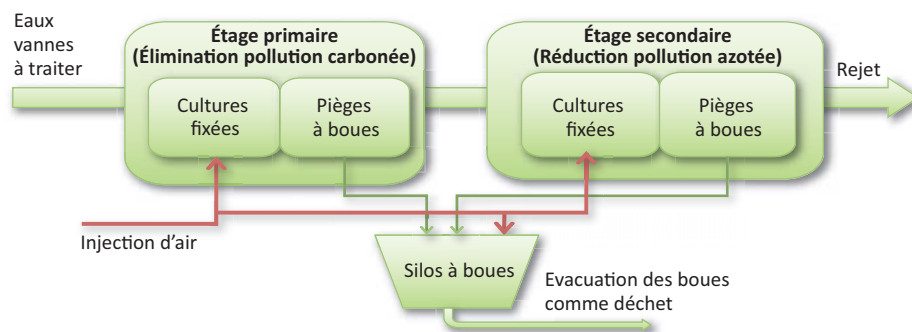 Eaux
vannes
à traiter
Étage primaire
(Élimination pollution carbonée)
Cultures
fixées
Pièges
à boues
Étage secondaire
(Réduction pollution azotée)
Cultures
fixées
Pièges
à boues
Rejet
Injection d’air
Silos à boues
Evacuation des boues
comme déchet